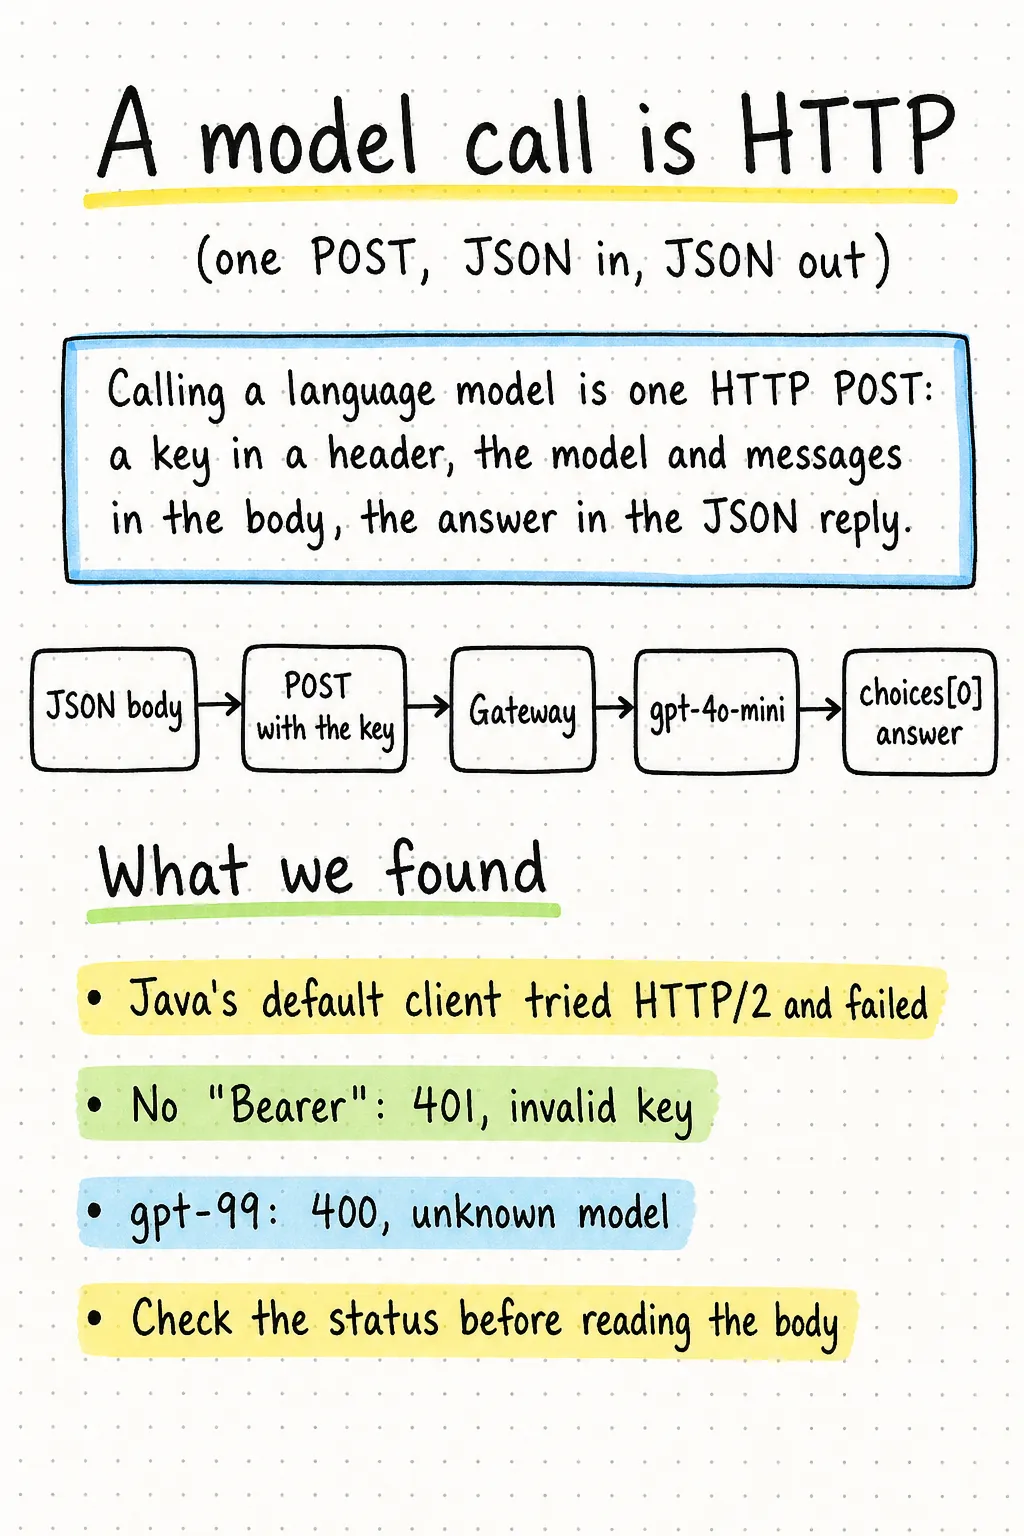 A model call is HTTP
(one POST, JSON in, JSON out)
Calling a language model is one HTTP POST:
a key in a header, the model and messages
in the body, the answer in the JSON reply.
JSON body
POST
with the key
Gateway
gpt-4o-mini
choices[0]
answer
What we found
• Java's default client tried HTTP/2 and failed
• No "Bearer": 401, invalid key
• gpt-99: 400, unknown model
• Check the status before reading the body